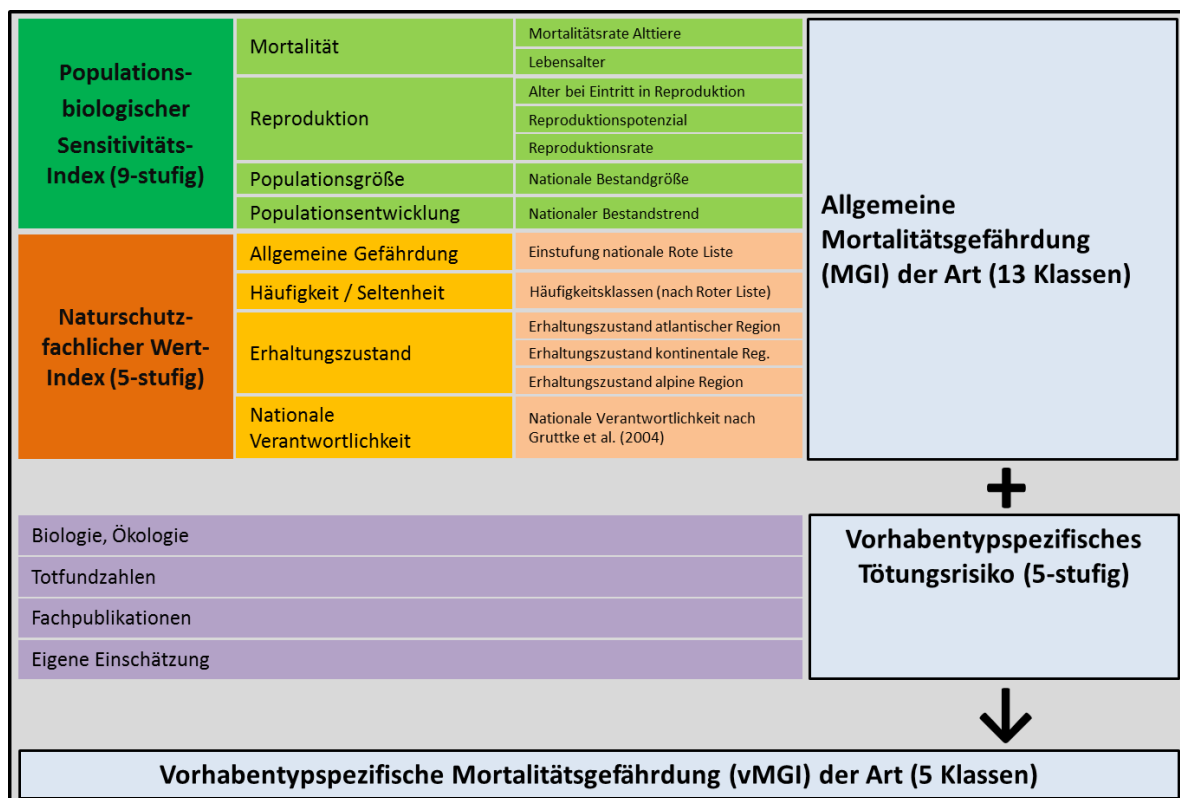 Populations-
biologischer
Sensitivitäts-
Index (9-stufig)
Mortalität
Mortalitätsrate Alttiere
Lebensalter
Reproduktion
Alter bei Eintritt in Reproduktion
Reproduktionspotenzial
Reproduktionsrate
Populationsgröße
Nationale Bestandgröße
Populationsentwicklung
Nationaler Bestandstrend
Naturschutz-
fachlicher Wert-
Index (5-stufig)
Allgemeine Gefährdung
Einstufung nationale Rote Liste
Häufigkeit / Seltenheit
Häufigkeitsklassen (nach Roter Liste)
Erhaltungszustand
Erhaltungszustand atlantischer Region
Erhaltungszustand kontinentale Reg.
Erhaltungszustand alpine Region
Nationale
Verantwortlichkeit
Nationale Verantwortlichkeit nach
Gruttke et al. (2004)
Allgemeine
Mortalitätsgefährdung
(MGI) der Art (13 Klassen)
+
Biologie, Ökologie
Totfundzahlen
Fachpublikationen
Eigene Einschätzung
Vorhabentypspezifisches
Tötungsrisiko (5-stufig)
Vorhabentypspezifische Mortalitätsgefährdung (vMGI) der Art (5 Klassen)